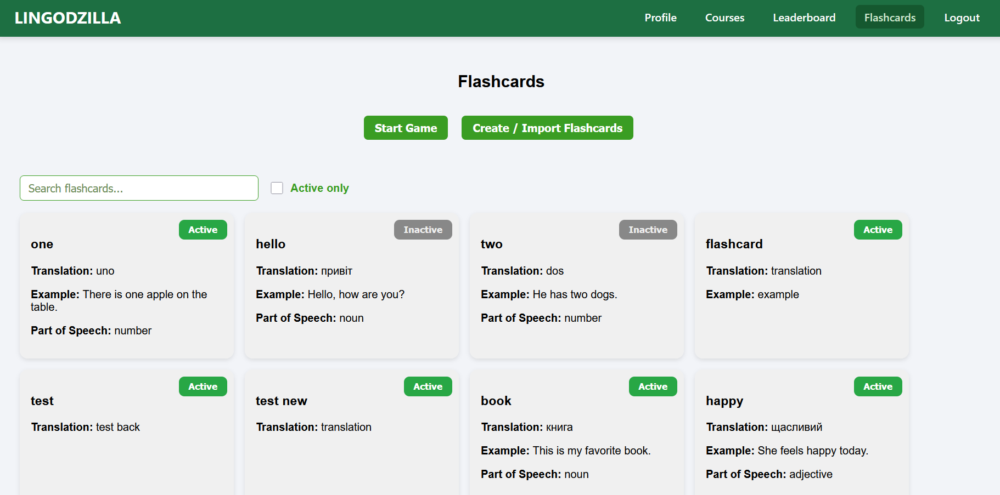 LINGODZILLA
Profile
Courses
Leaderboard
Flashcards
Logout
Flashcards
Start Game
Create / Import Flashcards
Search flashcards...
Active only
Active
one
Translation: uno
Example: There is one apple on the
table.
Part of Speech: number
Inactive
hello
Translation: привіт
Example: Hello, how are you?
Part of Speech: noun
Inactive
two
Translation: dos
Example: He has two dogs.
Part of Speech: number
Active
flashcard
Translation: translation
Example: example
Active
test
Translation: test back
Active
test new
Translation: translation
Active
book
Translation: книга
Example: This is my favorite book.
Part of Speech: noun
Active
happy
Translation: щасливий
Example: She feels happy today.
Part of Speech: adjective